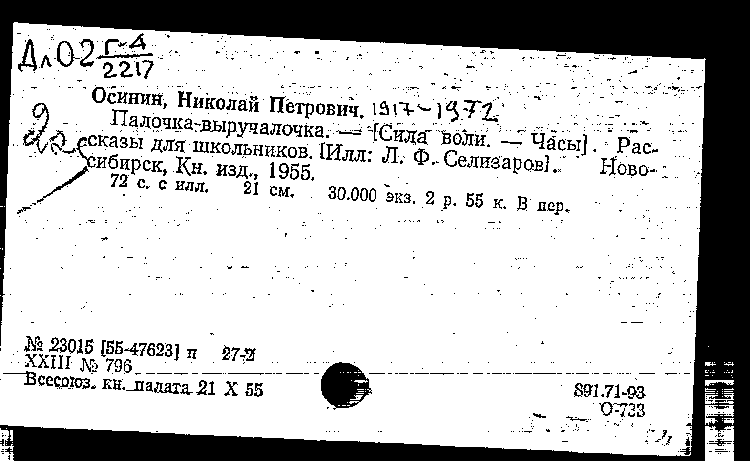 Дл02 Г-Д
2217
2 экз
Осинин, Николай Петрович. 1917-1972
Палочка-выручалочка. — [Сила воли. — Часы]. Рас-
сказы для школьников. [Илл: Л. Ф. Селизаров]. Ново-
сибирск, Кн. изд., 1955.
72 с. с илл. 21 см. 30.000 экз. 2 р. 55 к. В пер.
№ 23015 [55-47623] п 27-2
XXIII № 796
Всесоюз. кн. палата 21 X 55
891.71-93
О-733